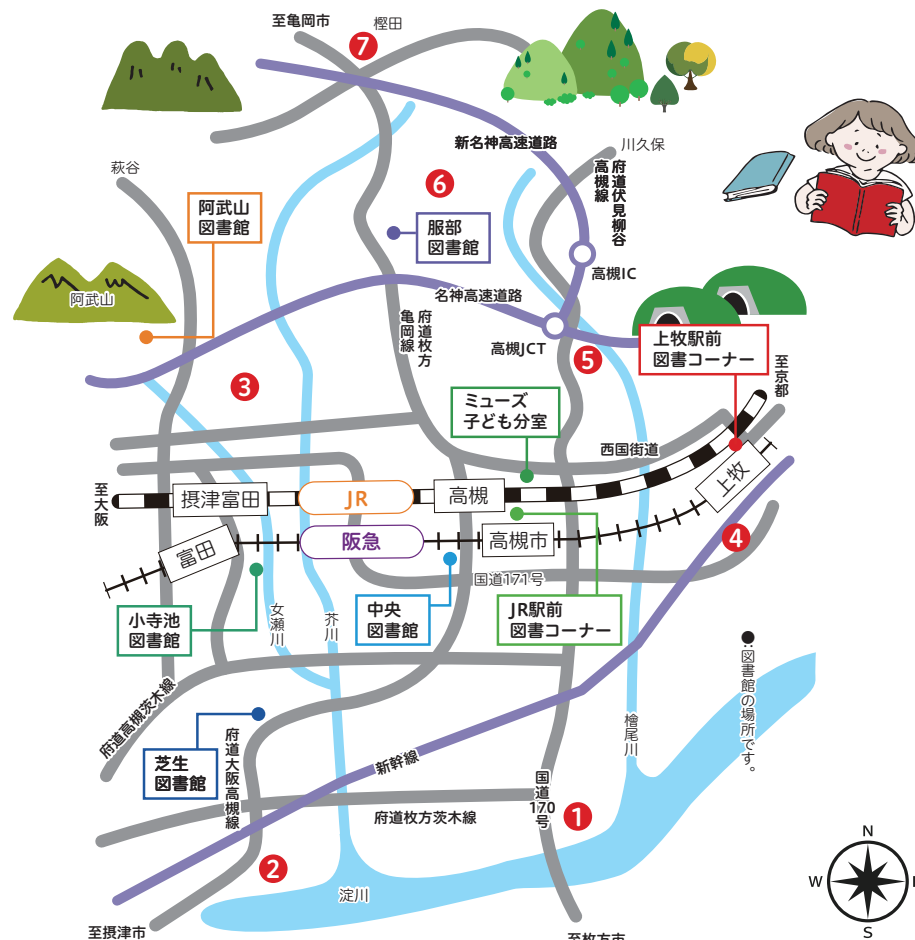 至亀岡市
樫田
7
新名神高速道路
川久保
府道伏見柳谷
高槻線
萩谷
6
阿武山
図書館
服部
図書館
高槻IC
阿武山
名神高速道路
府道枚方
亀岡線
高槻JCT
上牧駅前
図書コーナー
5
至京都
3
ミューズ
子ども分室
西国街道
至大阪
摂津富田
JR
高槻
上牧
富田
阪急
高槻市
4
国道171号
小寺池
図書館
女瀬川
芥川
中央
図書館
JR駅前
図書コーナー
●:図書館の場所です。
府道高槻茨木線
檜尾川
芝生
図書館
府道大阪高槻線
新幹線
国道170号
府道枚方茨木線
1
2
淀川
至摂津市
至枚方市
N
W
E
S